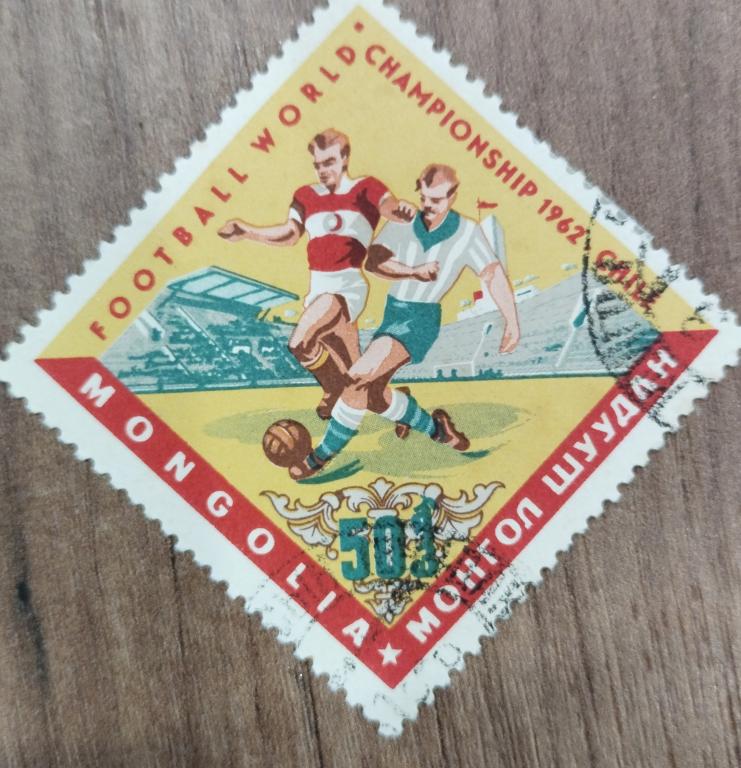 FOOTBALL WORLD
CHAMPIONSHIP 1962 CHILE
50
MONGOLIA
МОНГОЛ ШУУДАН